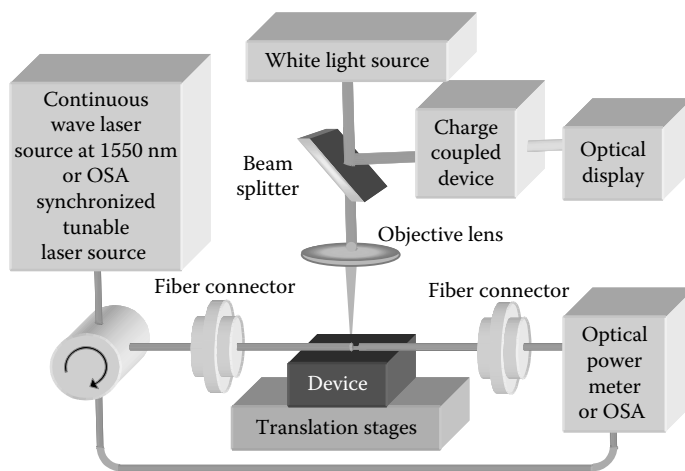 White light source
Continuous
wave laser
source at 1550 nm
or OSA
synchronized
tunable
laser source
Beam
splitter
Charge
coupled
device
Optical
display
Objective lens
Fiber connector
Fiber connector
Device
Translation stages
Optical
power
meter
or OSA